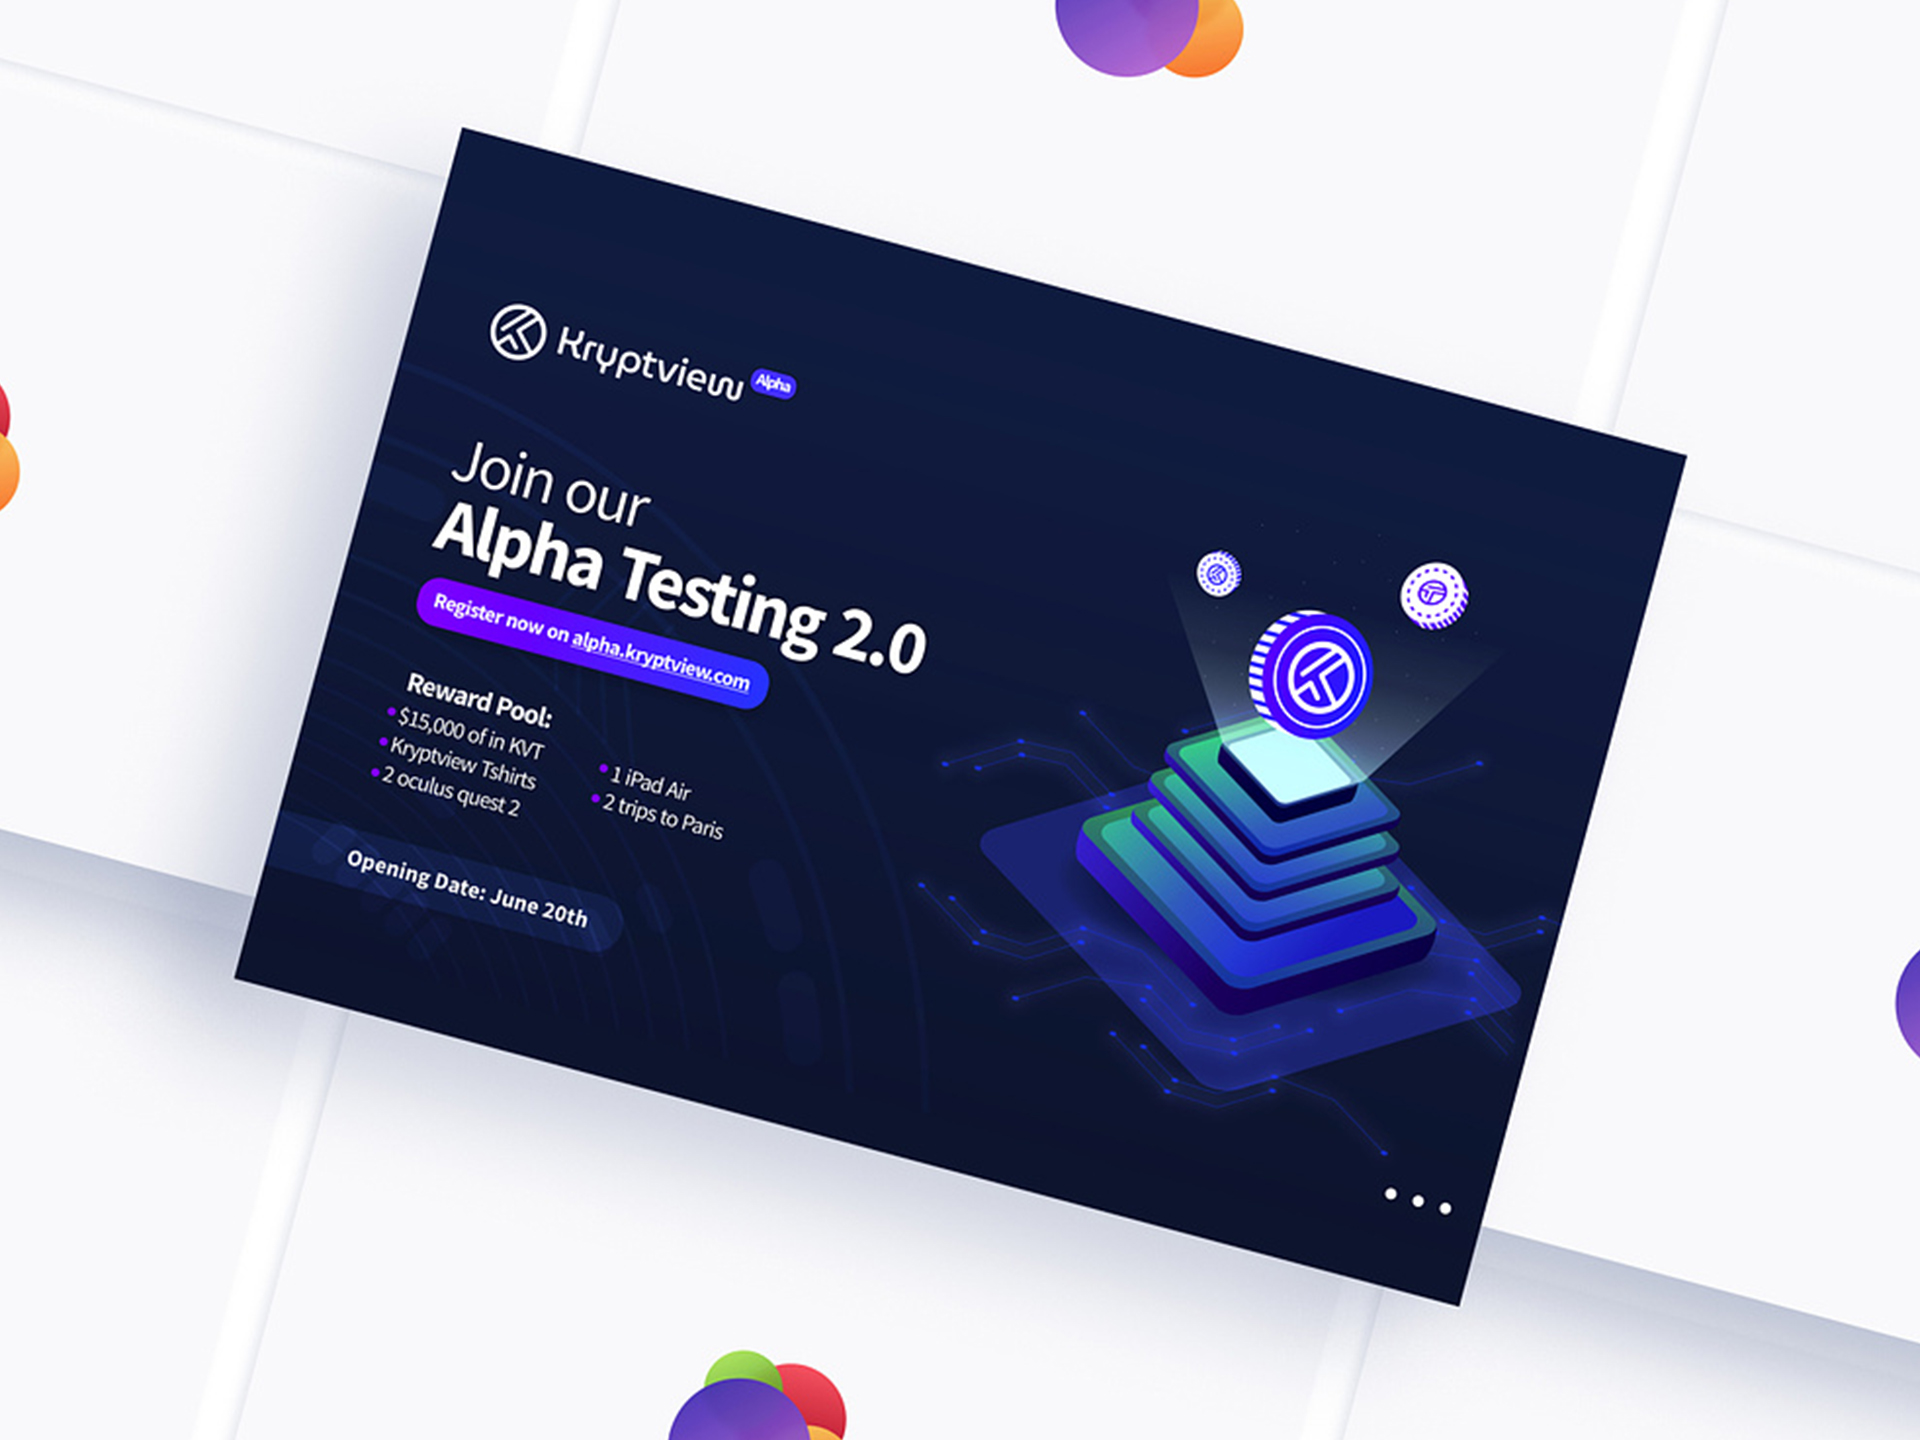 Kryptview Alpha
Join our
Alpha Testing 2.0
Register now on alpha.kryptview.com
Reward Pool:
$15,000 of in KVT
Kryptview Tshirts
2 oculus quest 2
1 iPad Air
2 trips to Paris
Opening Date: June 20th